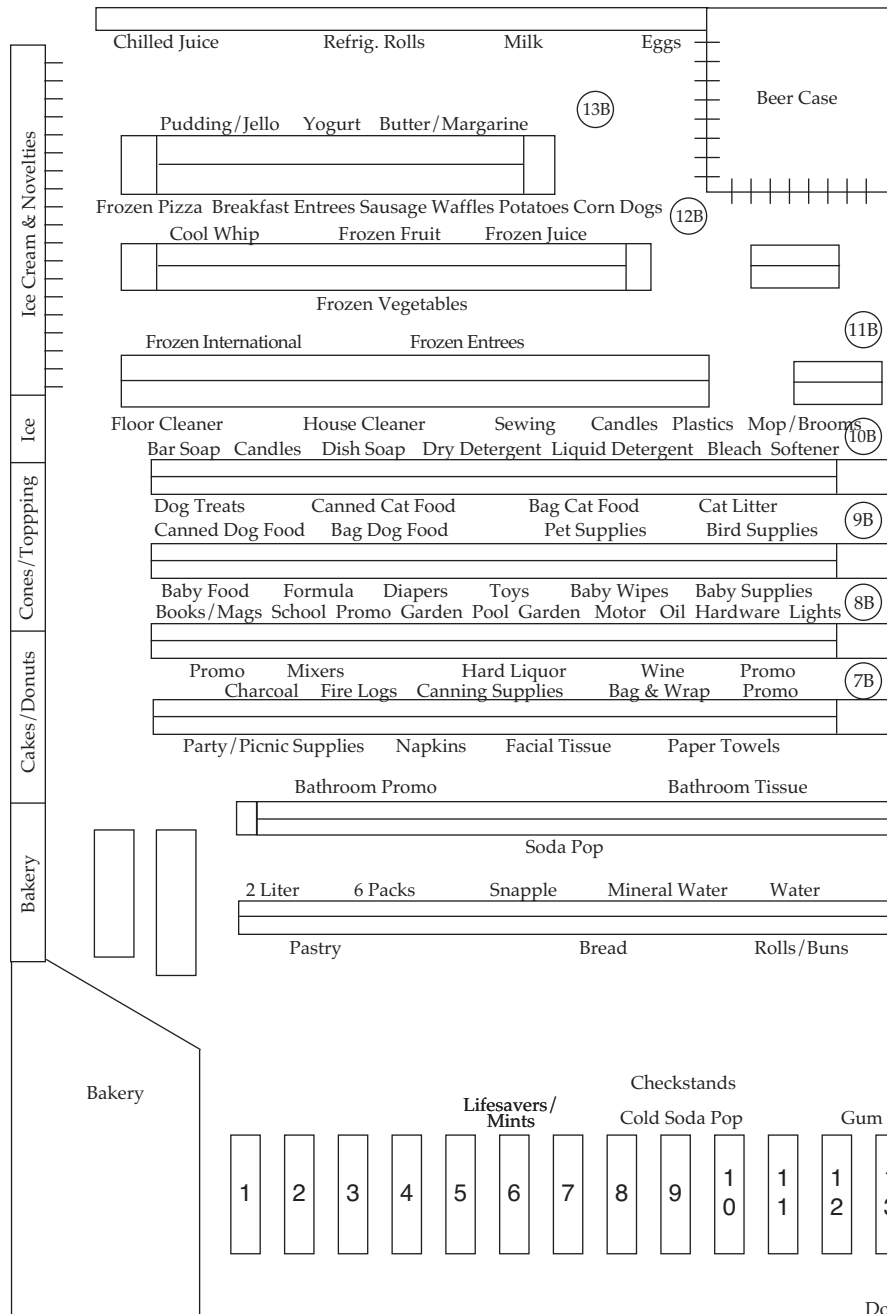 Chilled Juice Refrig. Rolls Milk Eggs
Beer Case
13B
Pudding/Jello Yogurt Butter/Margarine
Ice Cream & Novelties
Frozen Pizza Breakfast Entrees Sausage Waffles Potatoes Corn Dogs
12B
Cool Whip Frozen Fruit Frozen Juice
Frozen Vegetables
11B
Frozen International Frozen Entrees
Ice
Floor Cleaner House Cleaner Sewing Candles Plastics Mop/Brooms
10B
Bar Soap Candles Dish Soap Dry Detergent Liquid Detergent Bleach Softener
Cones/Toppping
Dog Treats Canned Cat Food Bag Cat Food Cat Litter
9B
Canned Dog Food Bag Dog Food Pet Supplies Bird Supplies
Baby Food Formula Diapers Toys Baby Wipes Baby Supplies
8B
Books/Mags School Promo Garden Pool Garden Motor Oil Hardware Lights
Cakes/Donuts
Promo Mixers Hard Liquor Wine Promo
7B
Charcoal Fire Logs Canning Supplies Bag & Wrap Promo
Party/Picnic Supplies Napkins Facial Tissue Paper Towels
Bathroom Promo Bathroom Tissue
Soda Pop
Bakery
2 Liter 6 Packs Snapple Mineral Water Water
Pastry Bread Rolls/Buns
Bakery
Checkstands
Lifesavers/
Mints
Cold Soda Pop Gum
1 2 3 4 5 6 7 8 9 10 11 12
Do